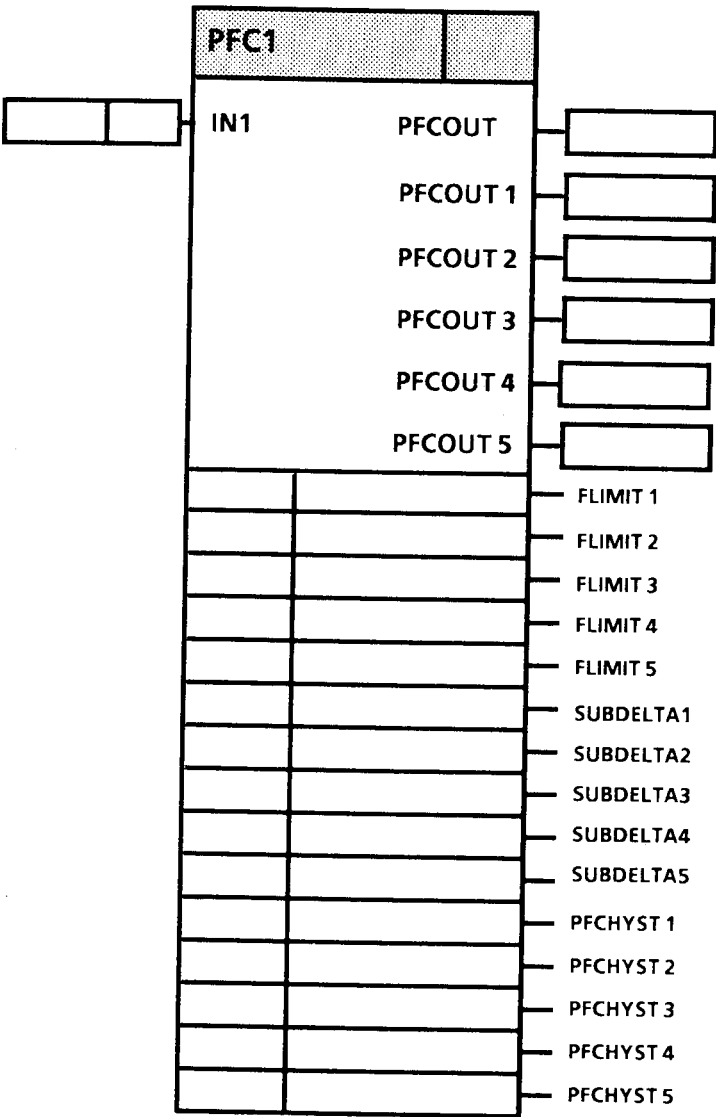 PFC1
IN1 PFCOUT
PFCOUT 1
PFCOUT 2
PFCOUT 3
PFCOUT 4
PFCOUT 5
FLIMIT 1
FLIMIT 2
FLIMIT 3
FLIMIT 4
FLIMIT 5
SUBDELTA1
SUBDELTA2
SUBDELTA3
SUBDELTA4
SUBDELTA5
PFCHYST 1
PFCHYST 2
PFCHYST 3
PFCHYST 4
PFCHYST 5